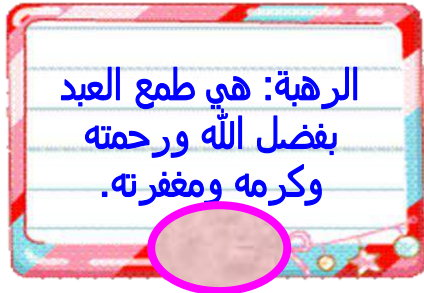 الرهبة: هي طمع العبد
بفضل الله ورحمته
وكرمه ومغفرته.